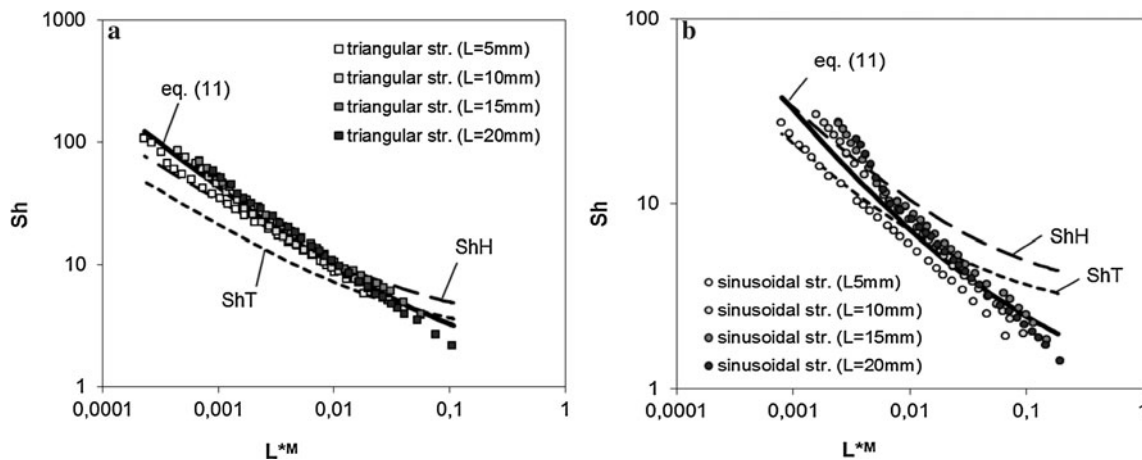 a
1000
100
10
1
Sh
0,0001
0,001
0,01
0,1
1
L*M
triangular str. (L=5mm)
triangular str. (L=10mm)
triangular str. (L=15mm)
triangular str. (L=20mm)
eq. (11)
ShH
ShT
b
100
10
1
Sh
0,0001
0,001
0,01
0,1
1
L*M
eq. (11)
ShH
ShT
sinusoidal str. (L5mm)
sinusoidal str. (L=10mm)
sinusoidal str. (L=15mm)
sinusoidal str. (L=20mm)